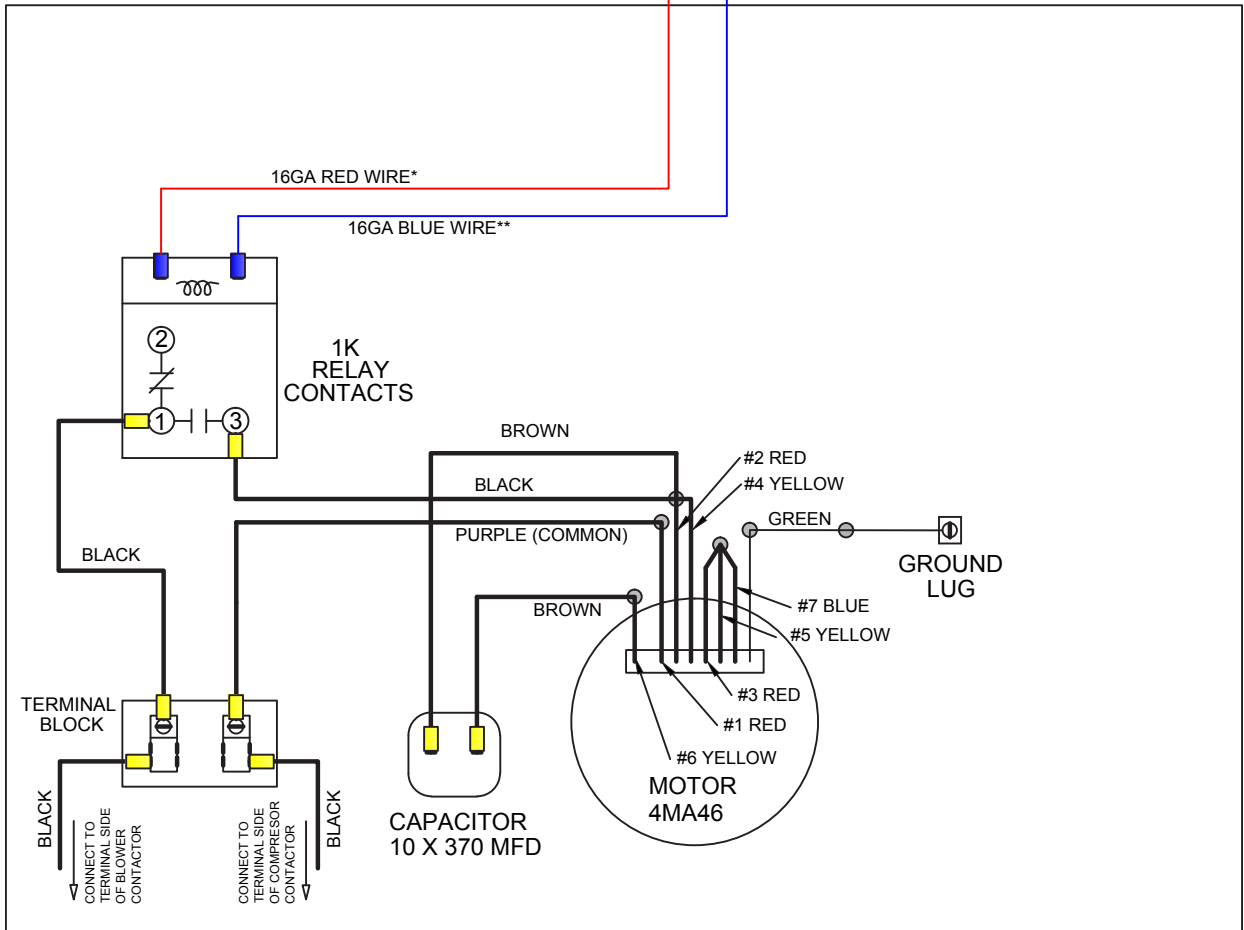 16GA RED WIRE*
16GA BLUE WIRE**
2
1K
RELAY
CONTACTS
1
3
BROWN
#2 RED
#4 YELLOW
BLACK
GREEN
PURPLE (COMMON)
BLACK
GROUND
LUG
#7 BLUE
BROWN
#5 YELLOW
#3 RED
TERMINAL
BLOCK
#1 RED
#6 YELLOW
MOTOR
4MA46
BLACK
CONNECT TO
TERMINAL SIDE
OF BLOWER
CONTACTOR
CONNECT TO
TERMINAL SIDE
OF COMPRESOR
CONTACTOR
BLACK
CAPACITOR
10 X 370 MFD